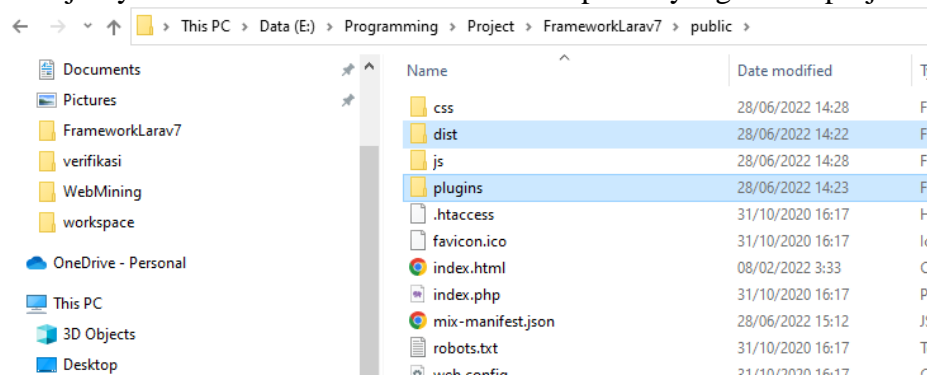 This PC > Data (E:) > Programming > Project > FrameworkLarav7 > public >
Documents
Pictures
FrameworkLarav7
verifikasi
WebMining
workspace
OneDrive - Personal
This PC
3D Objects
Desktop
Name Date modified
css 28/06/2022 14:28
dist 28/06/2022 14:22
js 28/06/2022 14:28
plugins 28/06/2022 14:23
.htaccess 31/10/2020 16:17
favicon.ico 31/10/2020 16:17
index.html 08/02/2022 3:33
index.php 31/10/2020 16:17
mix-manifest.json 28/06/2022 15:12
robots.txt 31/10/2020 16:17
web.config 31/10/2020 16:17